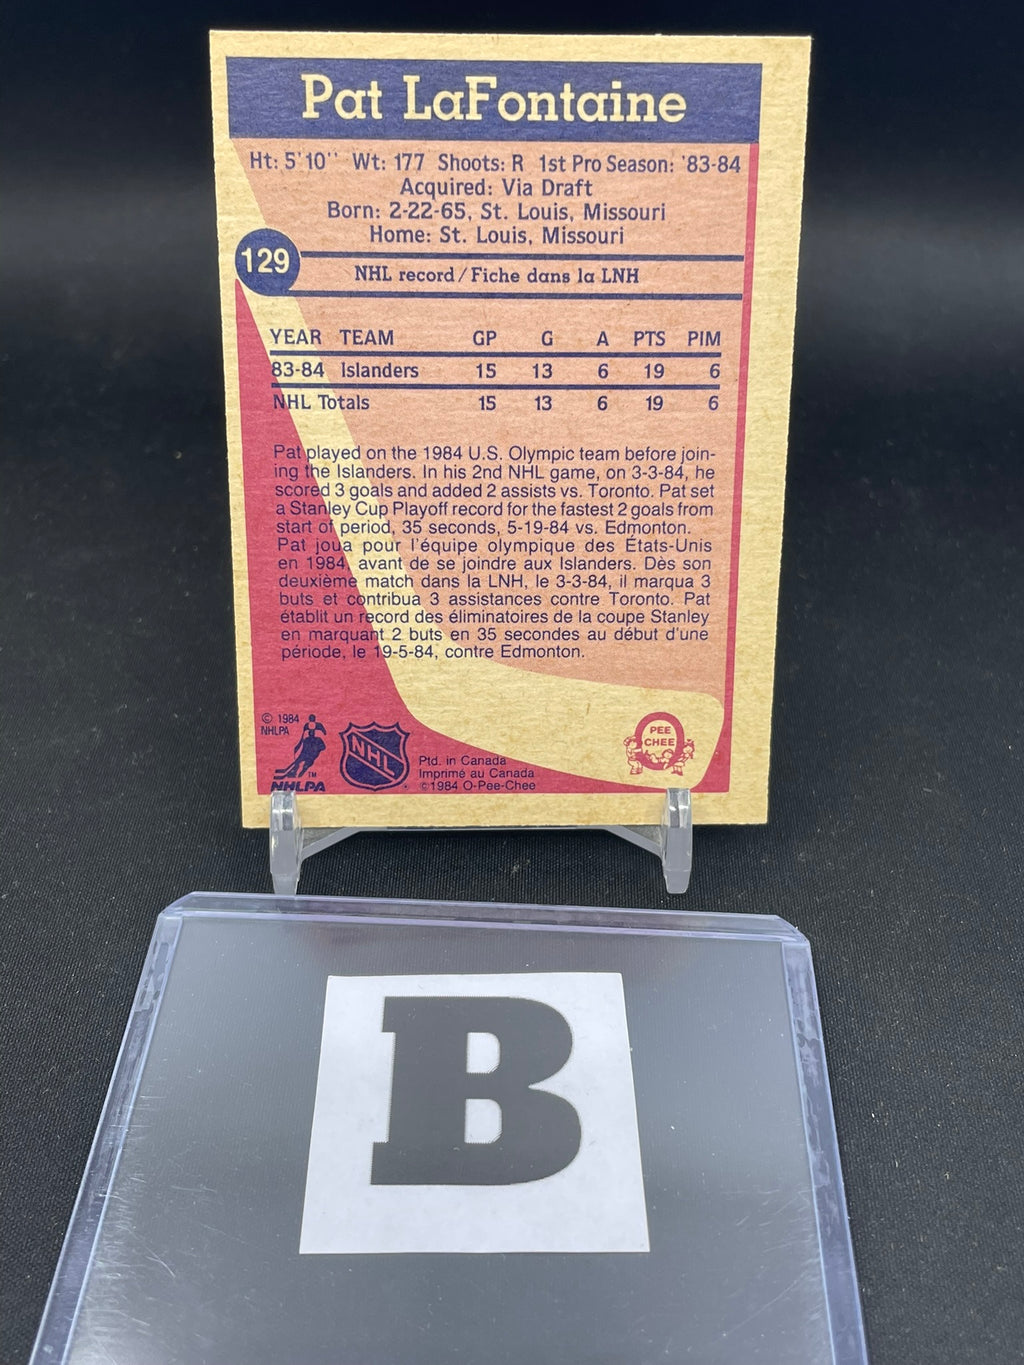 Pat LaFontaine
Ht: 5'10'' Wt: 177 Shoots: R 1st Pro Season: '83-84
Acquired: Via Draft
Born: 2-22-65, St. Louis, Missouri
Home: St. Louis, Missouri
129
NHL record/Fiche dans la LNH
YEAR TEAM GP G A PTS PIM
83-84 Islanders 15 13 6 19 6
NHL Totals 15 13 6 19 6
Pat played on the 1984 U.S. Olympic team before join-
ing the Islanders. In his 2nd NHL game, on 3-3-84, he
scored 3 goals and added 2 assists vs. Toronto. Pat set
a Stanley Cup Playoff record for the fastest 2 goals from
start of period, 35 seconds, 5-19-84 vs. Edmonton.
Pat joua pour l'équipe olympique des États-Unis
en 1984, avant de se joindre aux Islanders. Dès son
deuxième match dans la LNH, le 3-3-84, il marqua 3
buts et contribua 3 assistances contre Toronto. Pat
établit un record des éliminatoires de la coupe Stanley
en marquant 2 buts en 35 secondes au début d'une
période, le 19-5-84, contre Edmonton.
© 1984
NHLPA
TM
NHLPA
NHL
Ptd. in Canada
Imprimé au Canada
©1984 O-Pee-Chee
PEE
CHEE
B